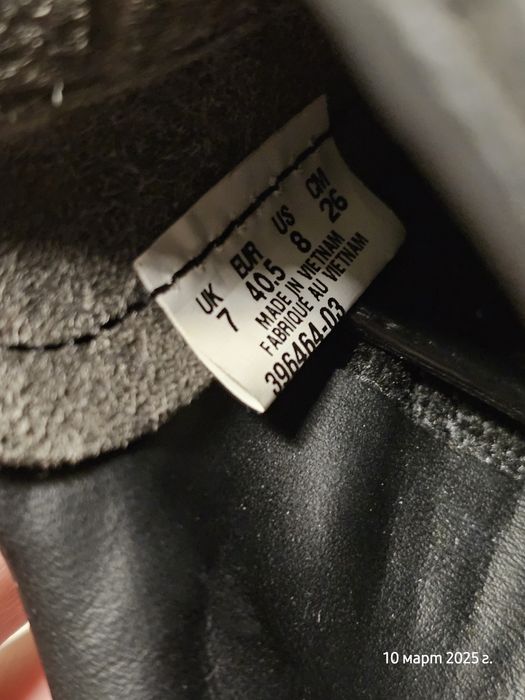 UK EUR US CM
7 40.5 8 26
MADE IN VIETNAM
FABRIQUE AU VIETNAM
396464-03
10 март 2025 г.